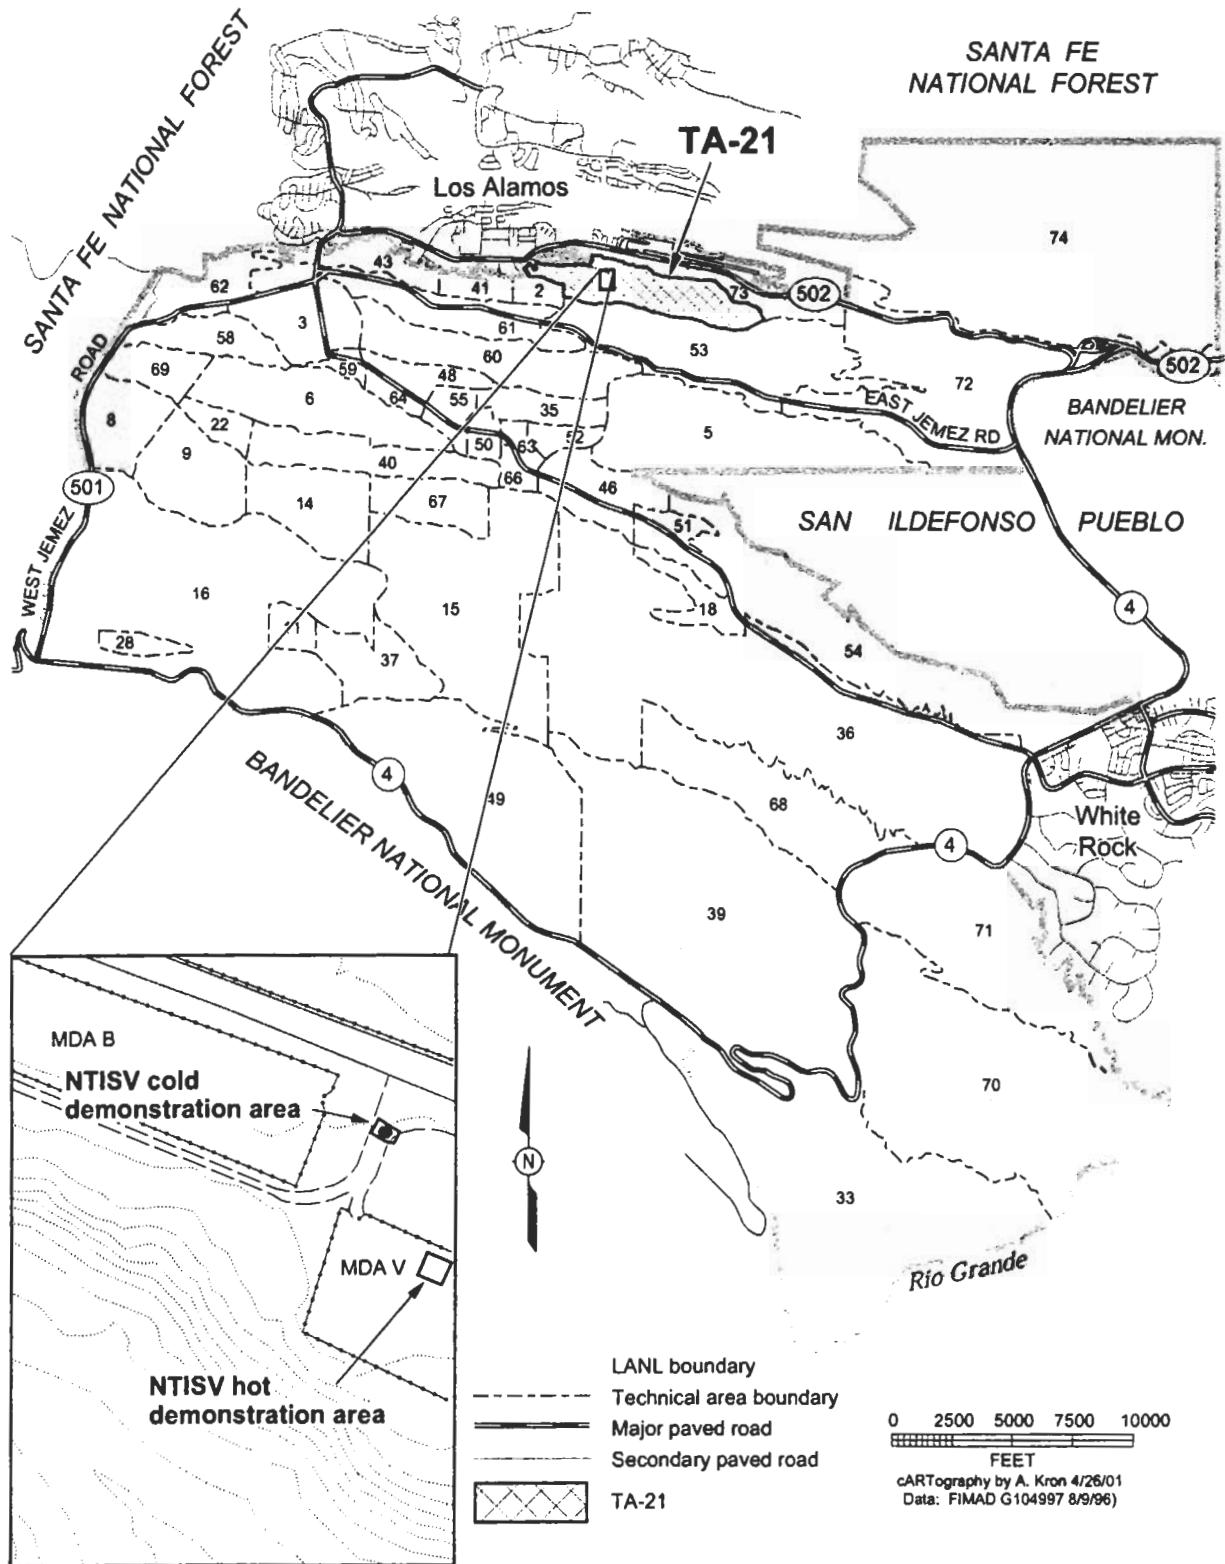 SANTA FE NATIONAL FOREST
SANTA FE
NATIONAL FOREST
TA-21
Los Alamos
74
43
62
41
2
73
502
3
58
61
53
60
502
69
59
48
72
ROAD
6
64
55
35
EAST JEMEZ RD
BANDELIER
NATIONAL MON.
8
22
5
9
50
63
52
40
66
46
501
14
67
51
SAN ILDEFONSO PUEBLO
WEST JEMEZ
16
15
18
4
11
28
37
54
36
BANDELIER NATIONAL MONUMENT
4
49
68
White
Rock
4
39
71
MDA B
NTISV cold
demonstration area
70
N
33
MDA V
Rio Grande
NTISV hot
demonstration area
LANL boundary
Technical area boundary
Major paved road
Secondary paved road
TA-21
0 2500 5000 7500 10000
FEET
cARTography by A. Kron 4/26/01
Data: FIMAD G104997 8/9/96)